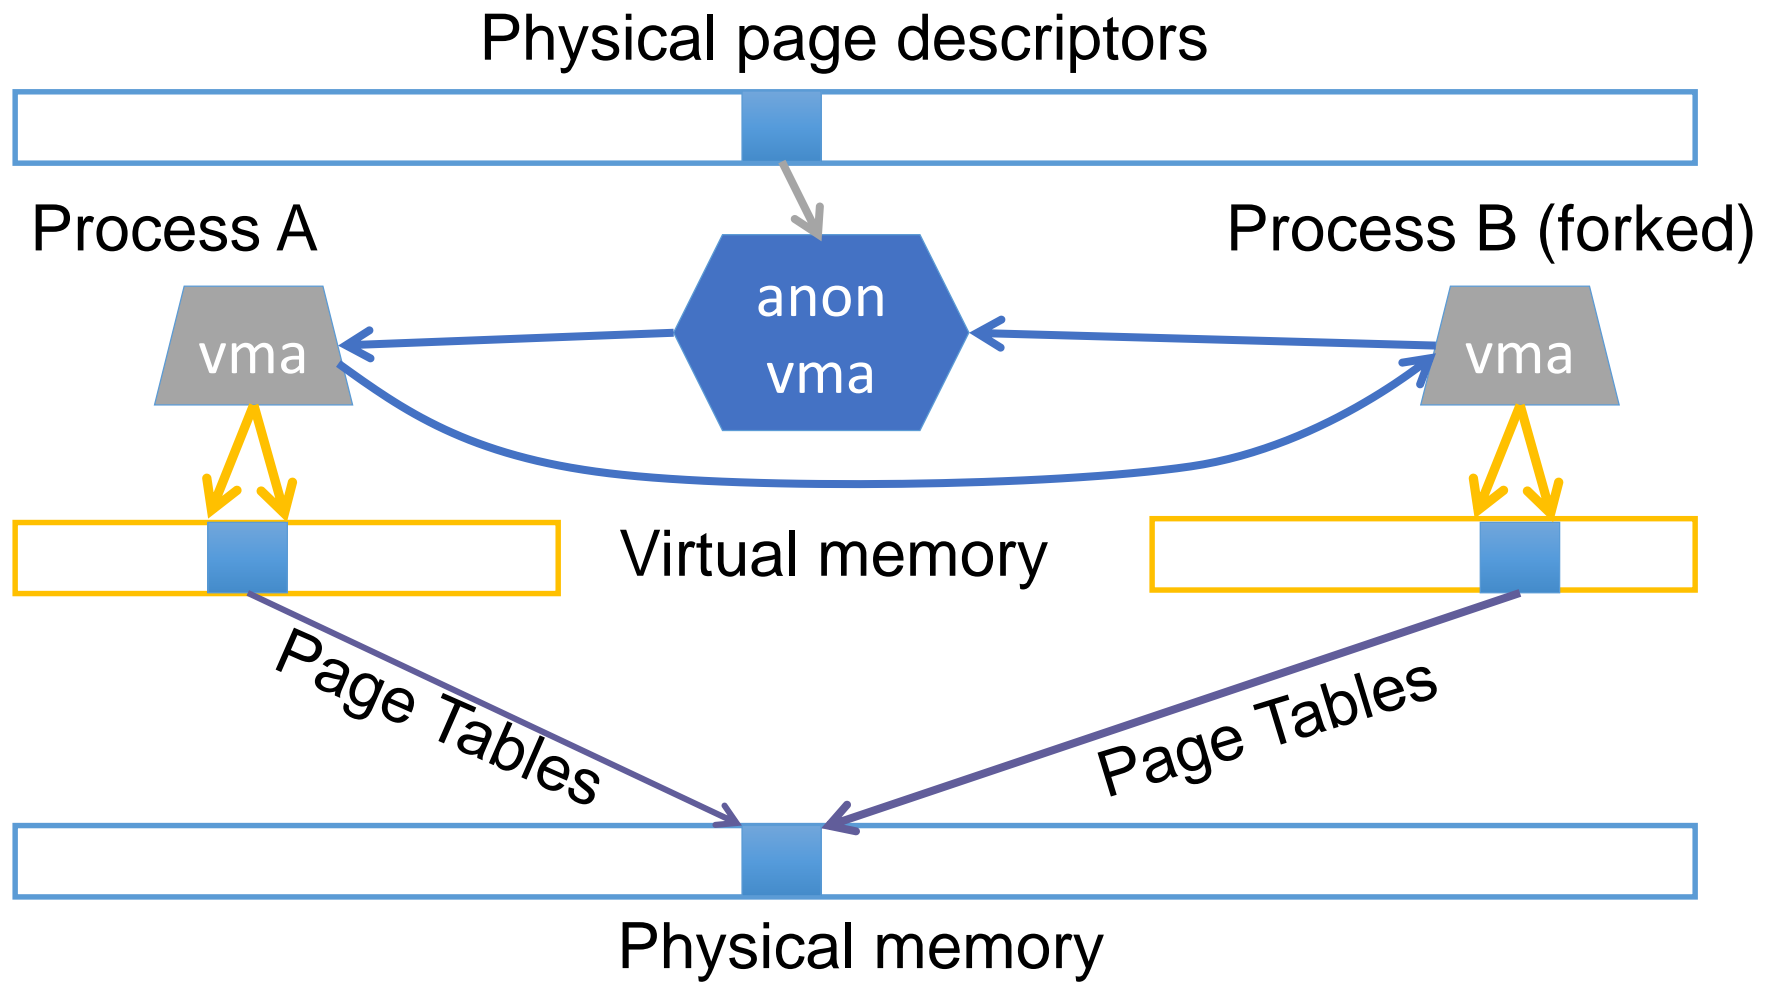 Physical page descriptors
Process A
Process B (forked)
anon
vma
vma
vma
Virtual memory
Page Tables
Page Tables
Physical memory